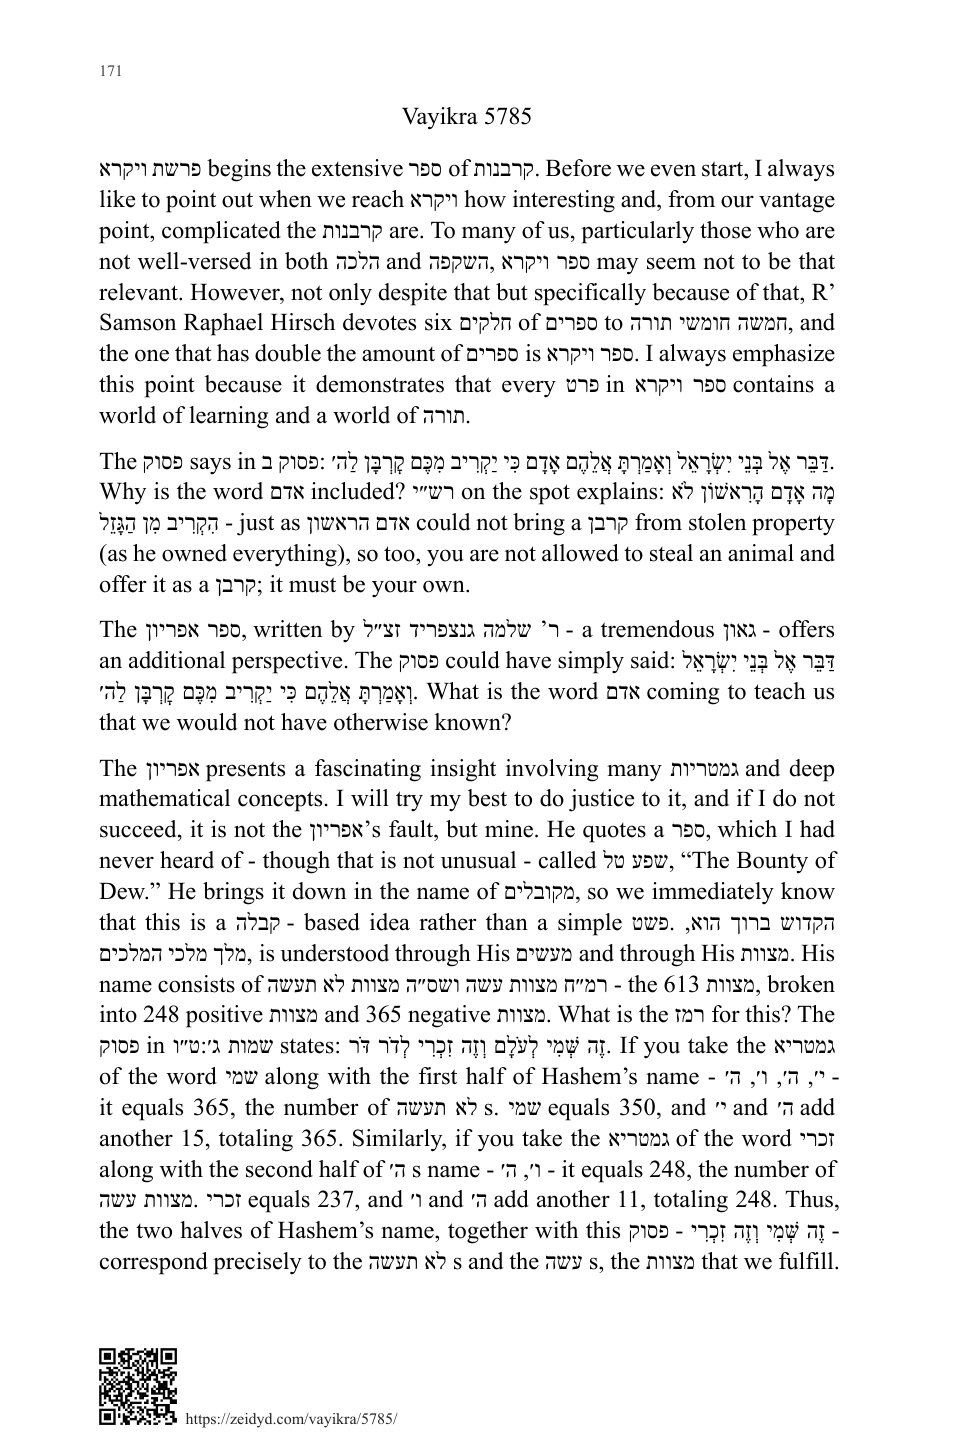 171
Vayikra 5785
פרשת ויקרא begins the extensive ספר of קרבנות. Before we even start, I always
like to point out when we reach ויקרא how interesting and, from our vantage
point, complicated the קרבנות are. To many of us, particularly those who are
not well-versed in both הלכה and השקפה, ספר ויקרא may seem not to be that
relevant. However, not only despite that but specifically because of that, R’
Samson Raphael Hirsch devotes six חלקים of ספרים to חמשה חומשי תורה, and
the one that has double the amount of ספרים is ספר ויקרא. I always emphasize
this point because it demonstrates that every פרט in ספר ויקרא contains a
world of learning and a world of תורה.
The פסוק says in פסוק ב: דַּבֵּר אֶל בְּנֵי יִשְׂרָאֵל וְאָמַרְתָּ אֲלֵהֶם אָדָם כִּי יַקְרִיב מִכֶּם קָרְבָּן לַה׳.
Why is the word אדם included? רש״י on the spot explains: מָה אָדָם הָרִאשׁוֹן לֹא
הִקְרִיב מִן הַגָּזֵל - just as אדם הראשון could not bring a קרבן from stolen property
(as he owned everything), so too, you are not allowed to steal an animal and
offer it as a קרבן; it must be your own.
The ספר אפריון, written by ר’ שלמה גנצפריד זצ״ל - a tremendous גאון - offers
an additional perspective. The פסוק could have simply said: דַּבֵּר אֶל בְּנֵי יִשְׂרָאֵל
וְאָמַרְתָּ אֲלֵהֶם כִּי יַקְרִיב מִכֶּם קָרְבָּן לַה׳. What is the word אדם coming to teach us
that we would not have otherwise known?
The אפריון presents a fascinating insight involving many גמטריות and deep
mathematical concepts. I will try my best to do justice to it, and if I do not
succeed, it is not the אפריון’s fault, but mine. He quotes a ספר, which I had
never heard of - though that is not unusual - called שפע טל, “The Bounty of
Dew.” He brings it down in the name of מקובלים, so we immediately know
that this is a קבלה - based idea rather than a simple פשט. הקדוש ברוך הוא,
מלך מלכי המלכים, is understood through His מעשים and through His מצוות. His
name consists of רמ״ח מצוות עשה ושס״ה מצוות לא תעשה - the 613 מצוות, broken
into 248 positive מצוות and 365 negative מצוות. What is the רמז for this? The
פסוק in שמות ג׳:ט״ו states: זֶה שְּׁמִי לְעֹלָם וְזֶה זִכְרִי לְדֹר דֹּר. If you take the גמטריא
of the word שמי along with the first half of Hashem’s name - י׳, ה׳, ו׳, ה׳ -
it equals 365, the number of לא תעשה s. שמי equals 350, and י׳ and ה׳ add
another 15, totaling 365. Similarly, if you take the גמטריא of the word זכרי
along with the second half of ה׳ s name - ו׳, ה׳ - it equals 248, the number of
מצוות עשה. זכרי equals 237, and ו׳ and ה׳ add another 11, totaling 248. Thus,
the two halves of Hashem’s name, together with this פסוק - זֶה שְּׁמִי וְזֶה זִכְרִי -
correspond precisely to the לא תעשה s and the עשה s, the מצוות that we fulfill.
https://zeidyd.com/vayikra/5785/